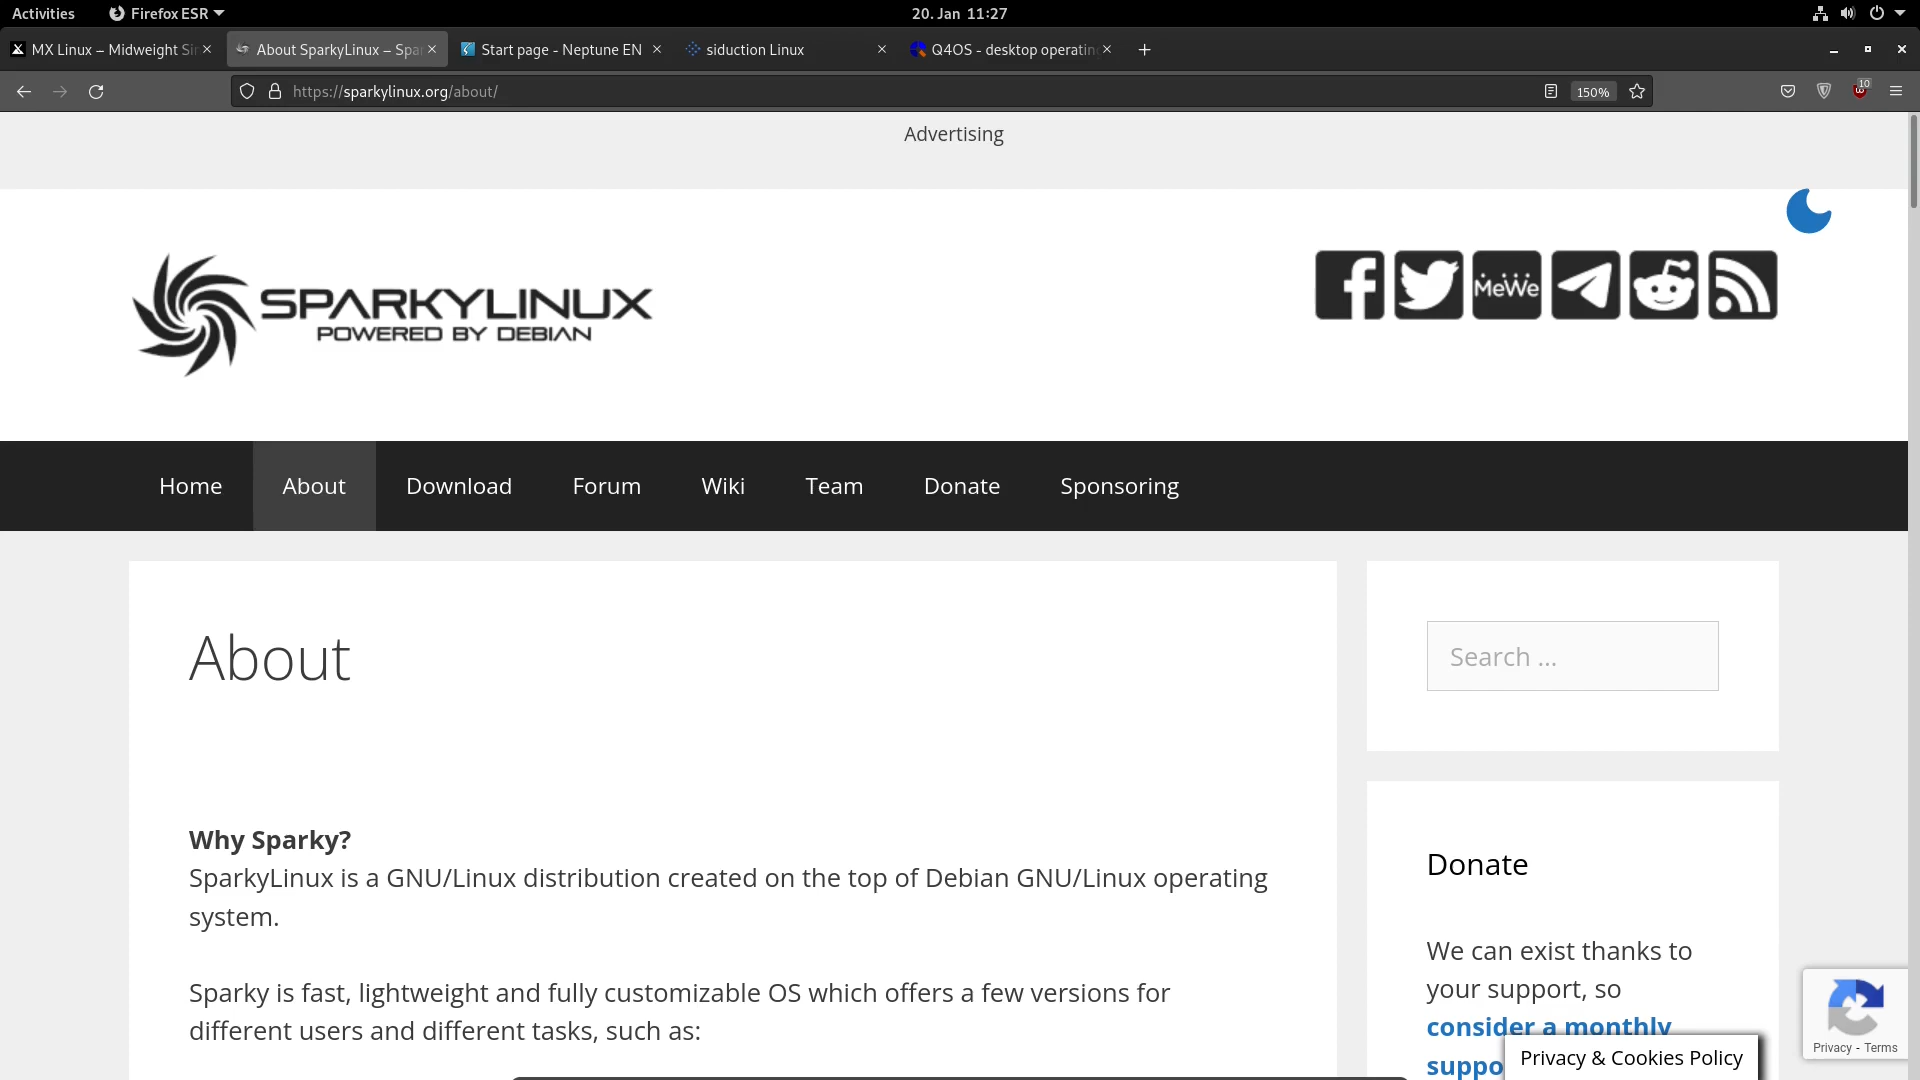 Activities
Firefox ESR
20. Jan 11:27
MX Linux – Midweight Si
About SparkyLinux – Spa
Start page - Neptune EN
siduction Linux
Q4OS - desktop operatin
https://sparkylinux.org/about/
150%
10
Advertising
SPARKYLINUX
POWERED BY DEBIAN
MeWe
Home
About
Download
Forum
Wiki
Team
Donate
Sponsoring
About
Search ...
Why Sparky?
SparkyLinux is a GNU/Linux distribution created on the top of Debian GNU/Linux operating
system.
Sparky is fast, lightweight and fully customizable OS which offers a few versions for
different users and different tasks, such as:
Donate
We can exist thanks to
your support, so
consider a monthly
suppo
Privacy - Terms
Privacy & Cookies Policy